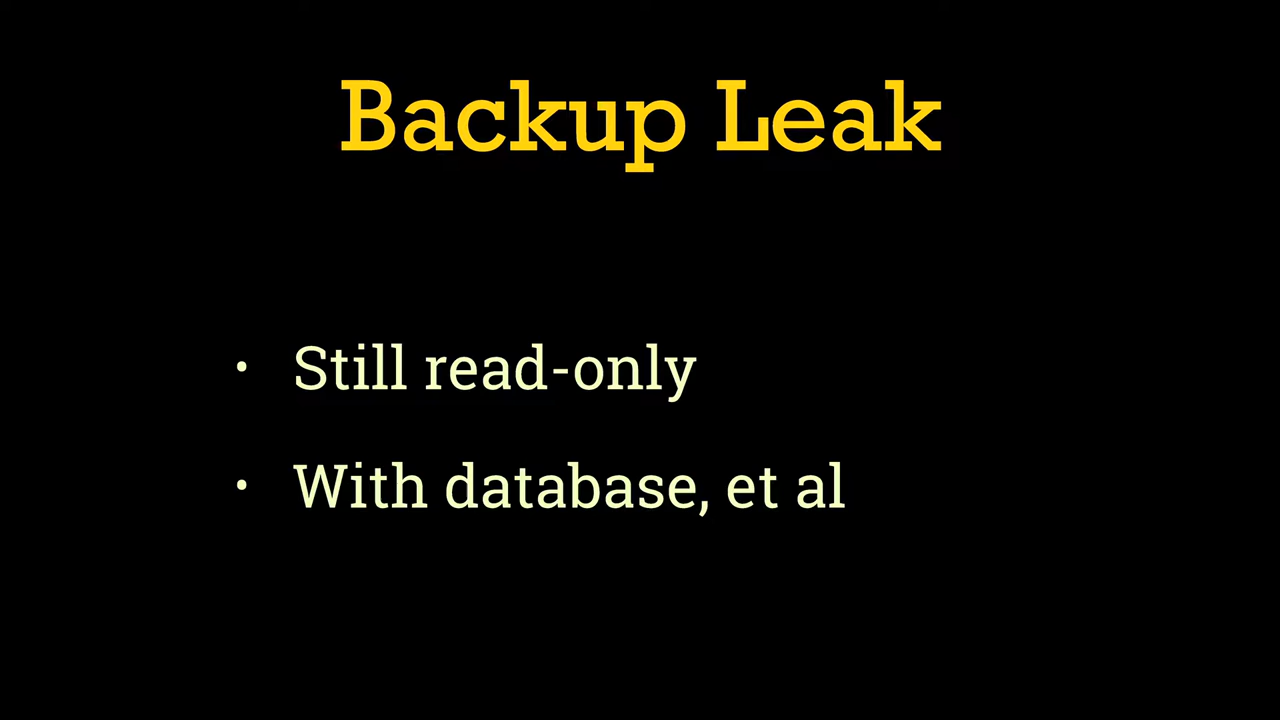 Backup Leak
• Still read-only
• With database, et al